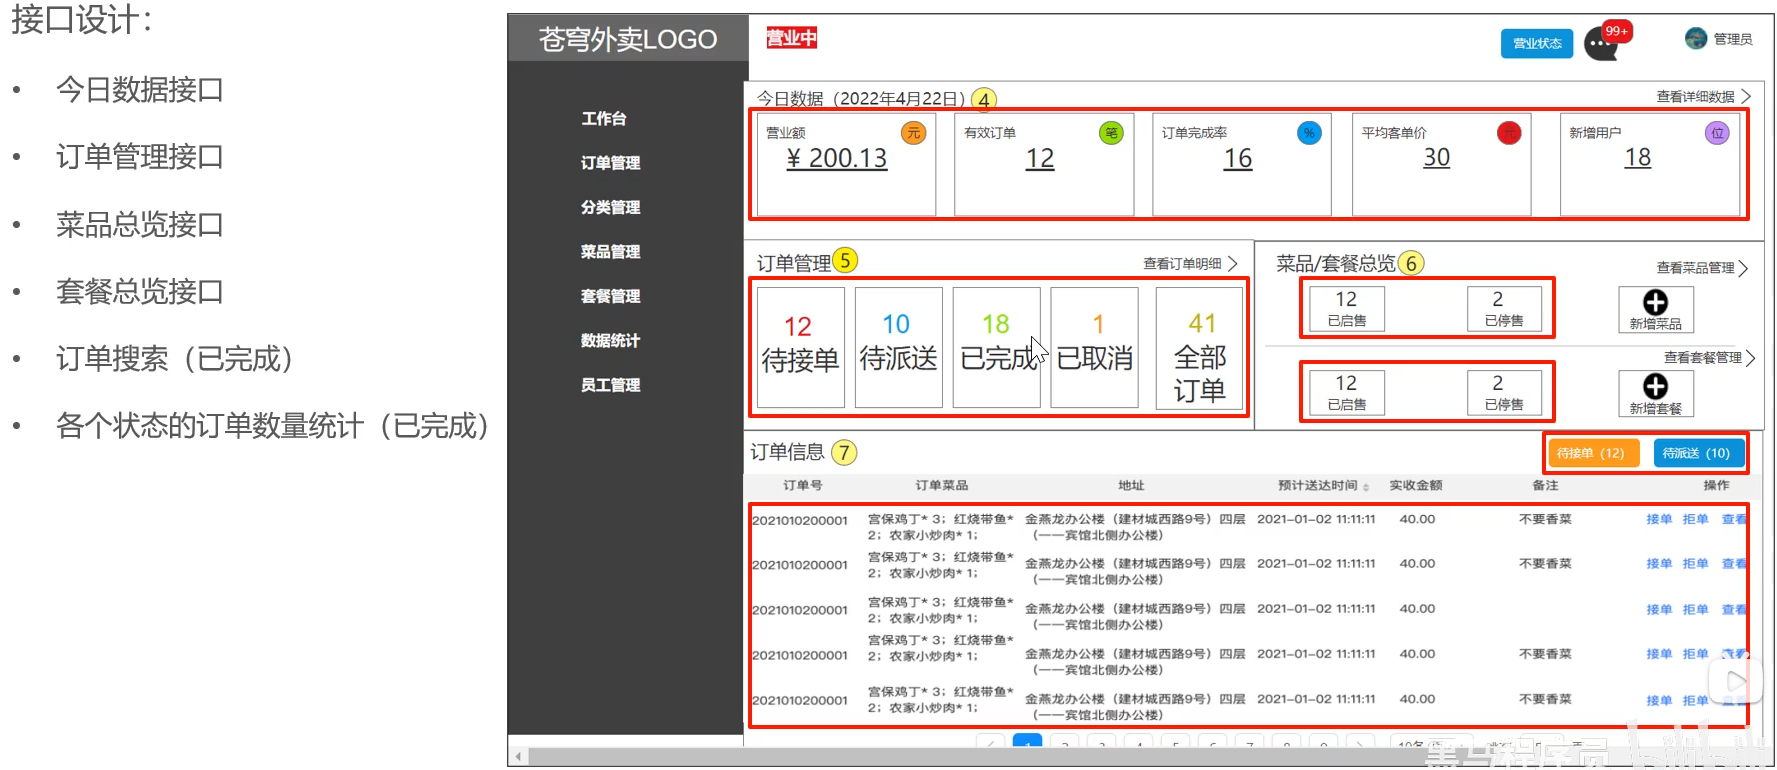 接口设计：
• 今日数据接口
• 订单管理接口
• 菜品总览接口
• 套餐总览接口
• 订单搜索（已完成）
• 各个状态的订单数量统计（已完成）
苍穹外卖LOGO
营业中
营业状态
99+
管理员
工作台
订单管理
分类管理
菜品管理
套餐管理
数据统计
员工管理
今日数据（2022年4月22日） 4
查看详细数据
营业额 元
¥ 200.13
有效订单 笔
12
订单完成率 %
16
平均客单价 元
30
新增用户 位
18
订单管理 5
查看订单明细
12
待接单
10
待派送
18
已完成
1
已取消
41
全部
订单
菜品/套餐总览 6
查看菜品管理
12
已启售
2
已停售
新增菜品
查看套餐管理
12
已启售
2
已停售
新增套餐
订单信息 7
待接单（12） 待派送（10）
订单号 订单菜品 地址 预计送达时间 实收金额 备注 操作
2021010200001 宫保鸡丁* 3；红烧带鱼* 金燕龙办公楼（建材城西路9号）四层 2021-01-02 11:11:11 40.00 不要香菜 接单 拒单 查看
2；农家小炒肉* 1； （一一宾馆北侧办公楼）
2021010200001 宫保鸡丁* 3；红烧带鱼* 金燕龙办公楼（建材城西路9号）四层 2021-01-02 11:11:11 40.00 不要香菜 接单 拒单 查看
2；农家小炒肉* 1； （一一宾馆北侧办公楼）
2021010200001 宫保鸡丁* 3；红烧带鱼* 金燕龙办公楼（建材城西路9号）四层 2021-01-02 11:11:11 40.00 接单 拒单 查看
2；农家小炒肉* 1； （一一宾馆北侧办公楼）
2021010200001 宫保鸡丁* 3；红烧带鱼* 金燕龙办公楼（建材城西路9号）四层 2021-01-02 11:11:11 40.00 不要香菜 接单 拒单 查看
2；农家小炒肉* 1； （一一宾馆北侧办公楼）
2021010200001 宫保鸡丁* 3；红烧带鱼* 金燕龙办公楼（建材城西路9号）四层 2021-01-02 11:11:11 40.00 不要香菜 接单 拒单 查看
2；农家小炒肉* 1； （一一宾馆北侧办公楼）
黑马程序员